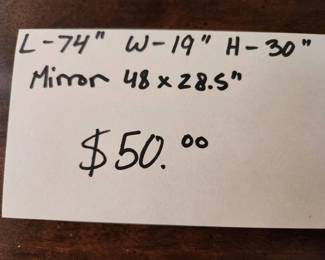 L-74" W-19" H-30"
Mirror 48 x 28.5"
$50.00